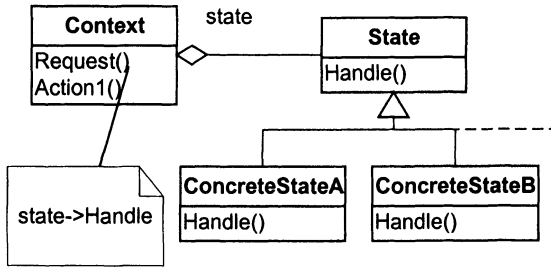 Context
state
State
Request()
Action1()
Handle()
state->Handle
ConcreteStateA
ConcreteStateB
Handle()
Handle()